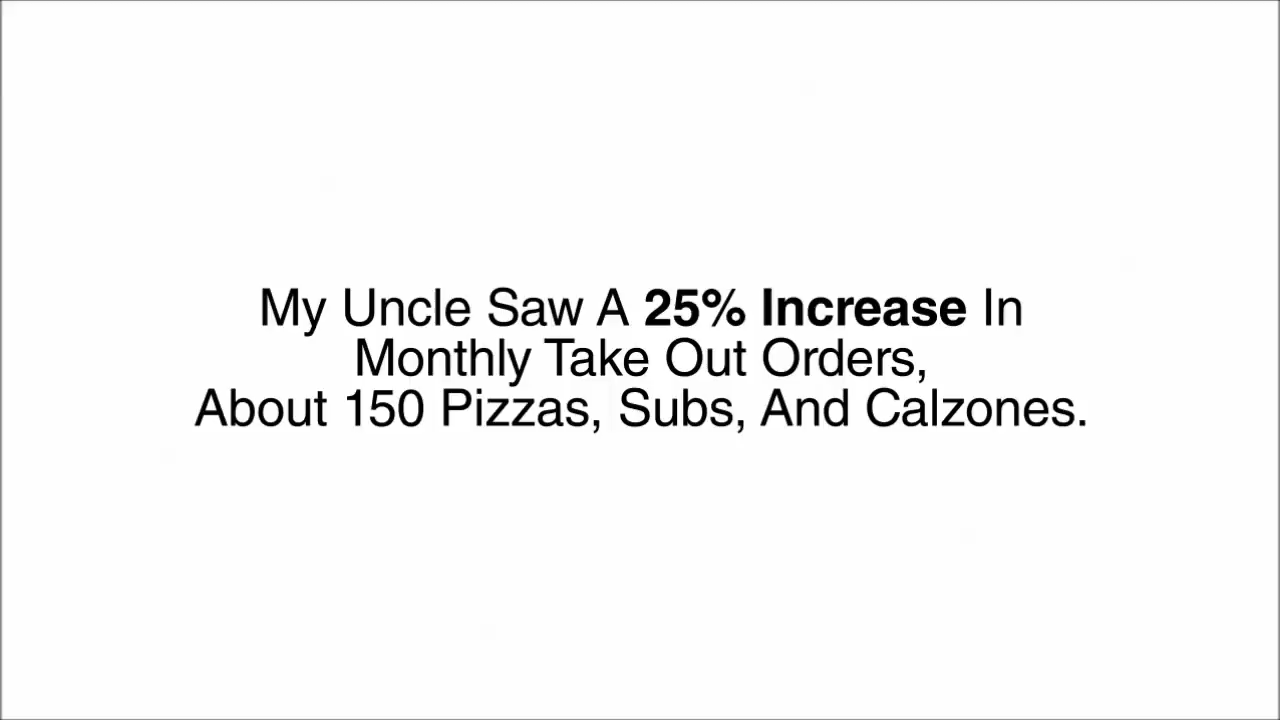 My Uncle Saw A 25% Increase In
Monthly Take Out Orders,
About 150 Pizzas, Subs, And Calzones.